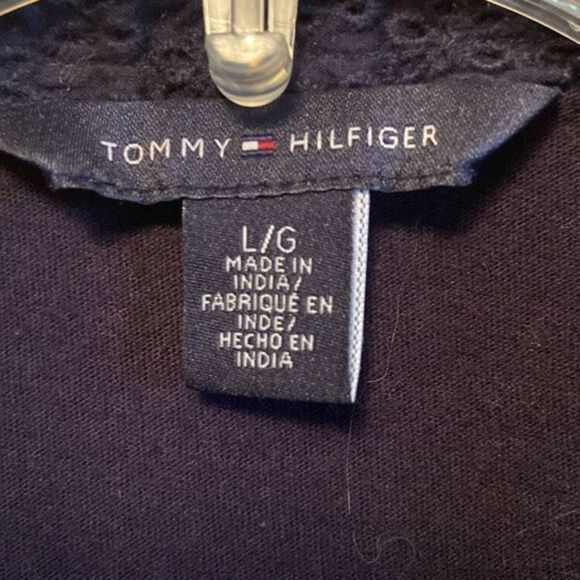 TOMMY HILFIGER
L/G
MADE IN
INDIA/
FABRIQUÉ EN
INDE/
HECHO EN
INDIA